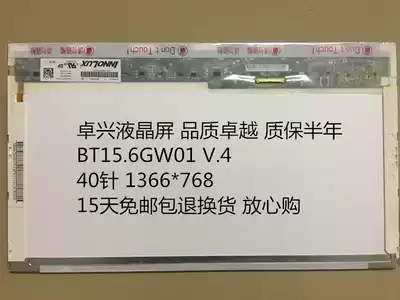 Don't Touch!
Don't Touch!
INNOLUX
卓兴液晶屏 品质卓越 质保半年
BT15.6GW01 V.4
40针 1366*768
15天免邮包退换货 放心购